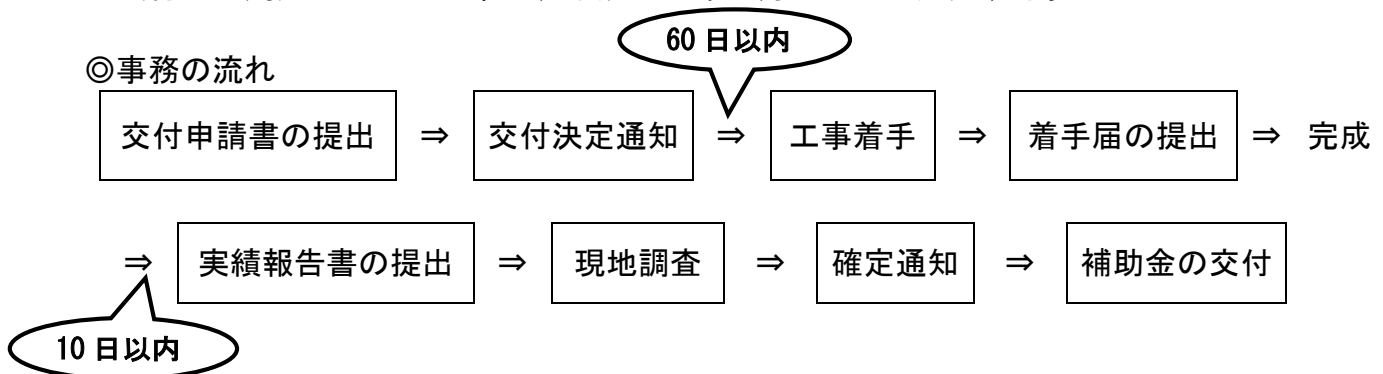 60 日以内
◎事務の流れ
交付申請書の提出 ⇒ 交付決定通知 ⇒ 工事着手 ⇒ 着手届の提出 ⇒ 完成
⇒ 実績報告書の提出 ⇒ 現地調査 ⇒ 確定通知 ⇒ 補助金の交付
10 日以内